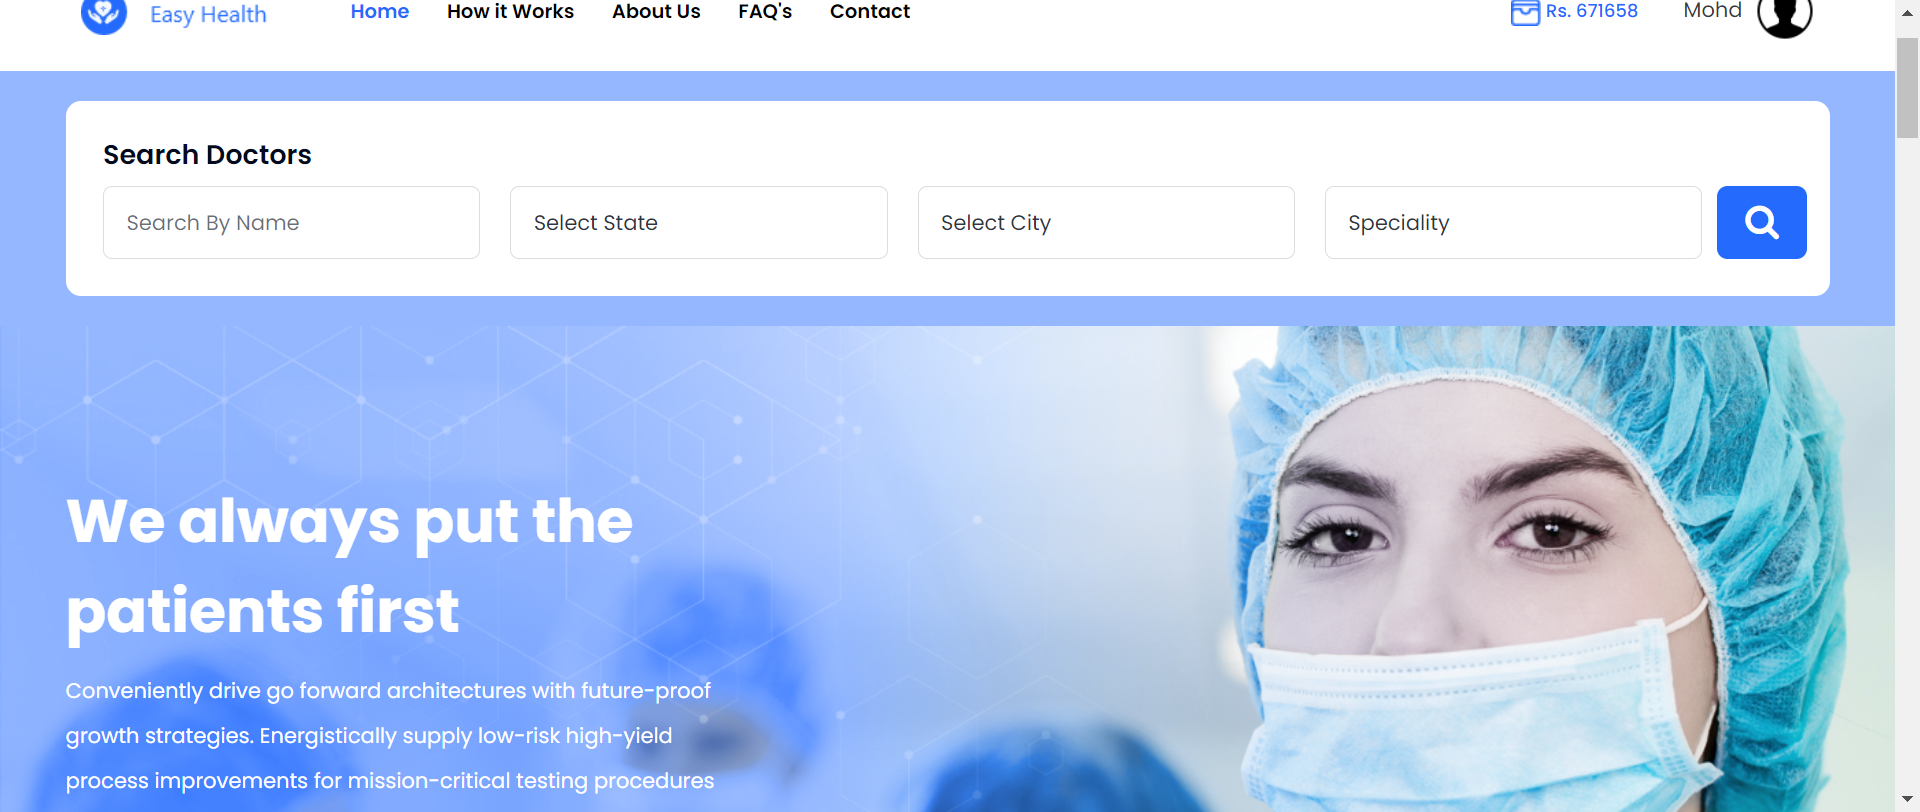 Easy Health
Home How it Works About Us FAQ's Contact
Rs. 671658
Mohd
Search Doctors
Search By Name
Select State
Select City
Speciality
We always put the
patients first
Conveniently drive go forward architectures with future-proof
growth strategies. Energistically supply low-risk high-yield
process improvements for mission-critical testing procedures